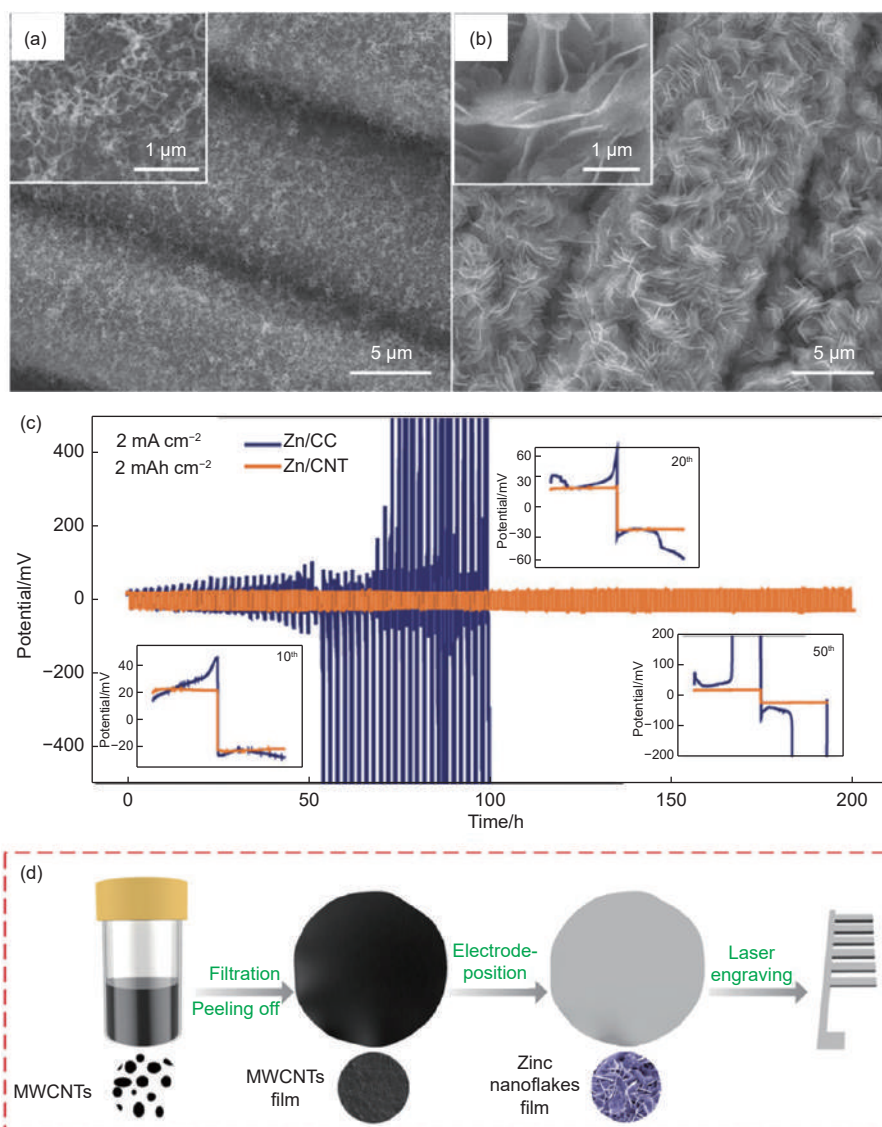 (a)
1 μm
5 μm
(b)
1 μm
5 μm
(c)
2 mA cm⁻²
2 mAh cm⁻²
Zn/CC
Zn/CNT
Potential/mV
400
200
0
−200
−400
0
50
100
150
200
Time/h
20th
Potential/mV
60
30
0
−30
−60
10th
Potential/mV
40
20
0
−20
50th
Potential/mV
200
100
0
−100
−200
(d)
Filtration
Peeling off
Electrode-
position
Laser
engraving
MWCNTs
MWCNTs
film
Zinc
nanoflakes
film